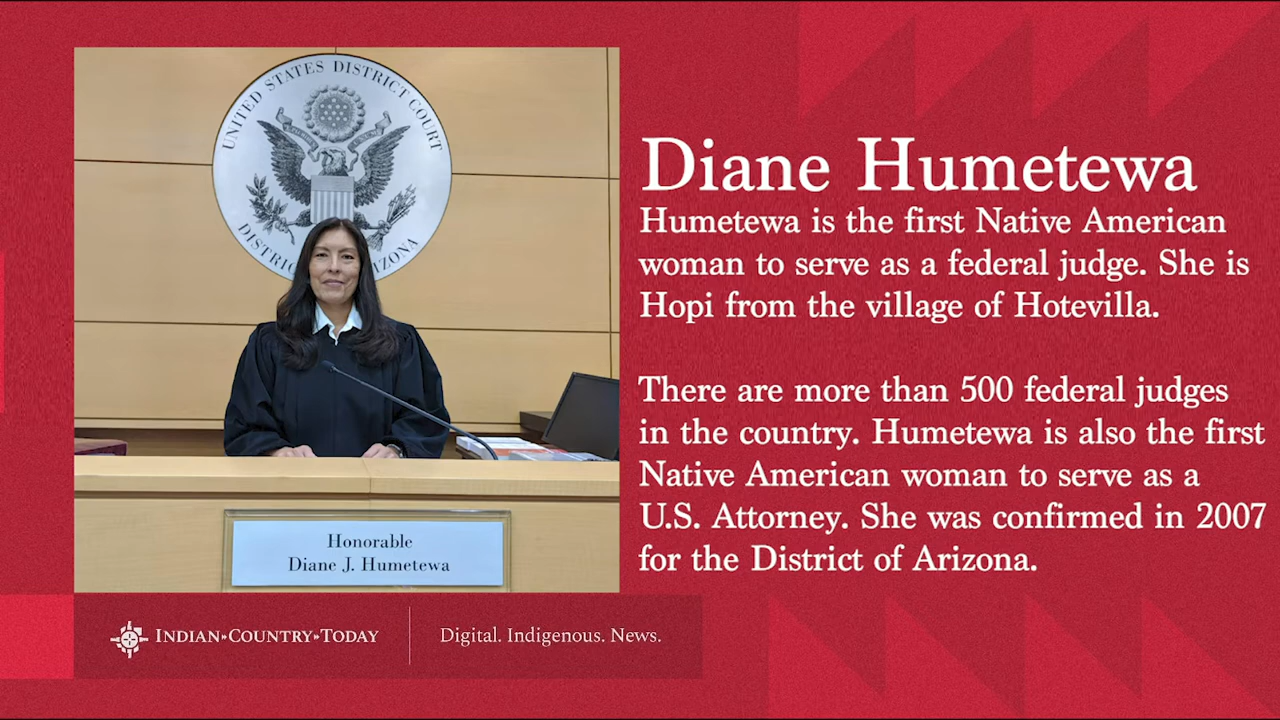 UNITED STATES DISTRICT COURT
DISTRICT ARIZONA
Honorable
Diane J. Humetewa
Diane Humetewa
Humetewa is the first Native American
woman to serve as a federal judge. She is
Hopi from the village of Hotevilla.
There are more than 500 federal judges
in the country. Humetewa is also the first
Native American woman to serve as a
U.S. Attorney. She was confirmed in 2007
for the District of Arizona.
INDIAN»COUNTRY»TODAY
Digital. Indigenous. News.